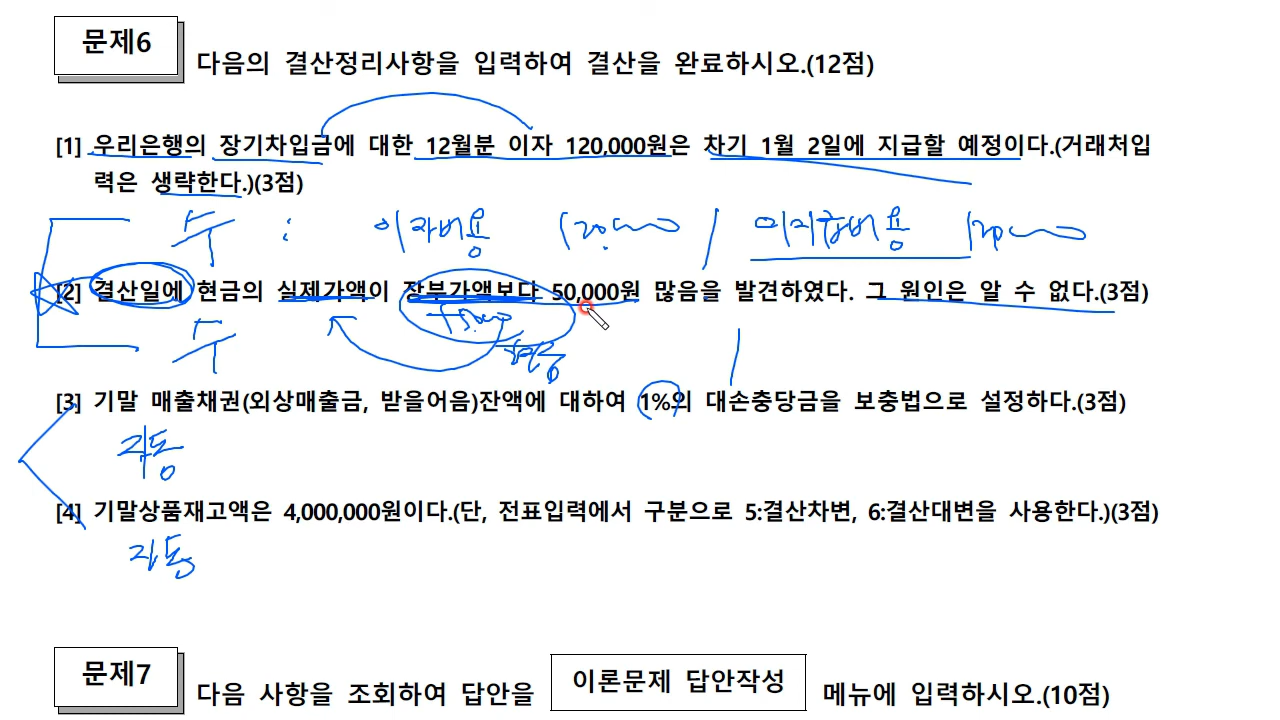 문제6
다음의 결산정리사항을 입력하여 결산을 완료하시오.(12점)
[1] 우리은행의 장기차입금에 대한 12월분 이자 120,000원은 차기 1월 2일에 지급할 예정이다.(거래처입
력은 생략한다.)(3점)
수 : 이자비용 / 미지급비용
[2] 결산일에 현금의 실제가액이 장부가액보다 50,000원 많음을 발견하였다. 그 원인은 알 수 없다.(3점)
수
[3] 기말 매출채권(외상매출금, 받을어음)잔액에 대하여 1%의 대손충당금을 보충법으로 설정하다.(3점)
자동
[4] 기말상품재고액은 4,000,000원이다.(단, 전표입력에서 구분으로 5:결산차변, 6:결산대변을 사용한다.)(3점)
자동
문제7
다음 사항을 조회하여 답안을 이론문제 답안작성 메뉴에 입력하시오.(10점)